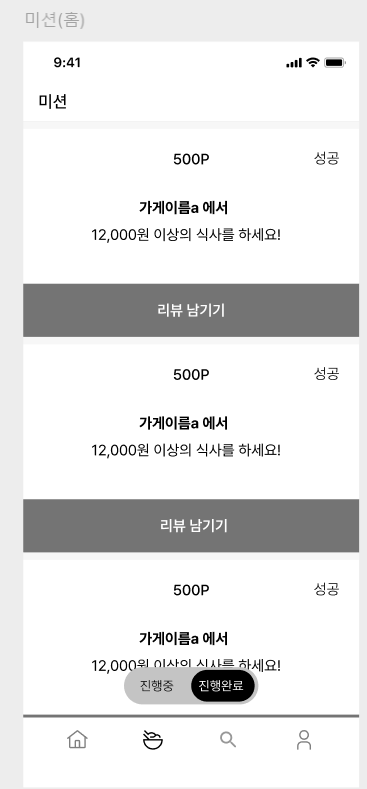 미션(홈)
9:41
미션
500P 성공
가게이름a 에서
12,000원 이상의 식사를 하세요!
리뷰 남기기
500P 성공
가게이름a 에서
12,000원 이상의 식사를 하세요!
리뷰 남기기
500P 성공
가게이름a 에서
12,000원 이상의 식사를 하세요!
진행중 진행완료